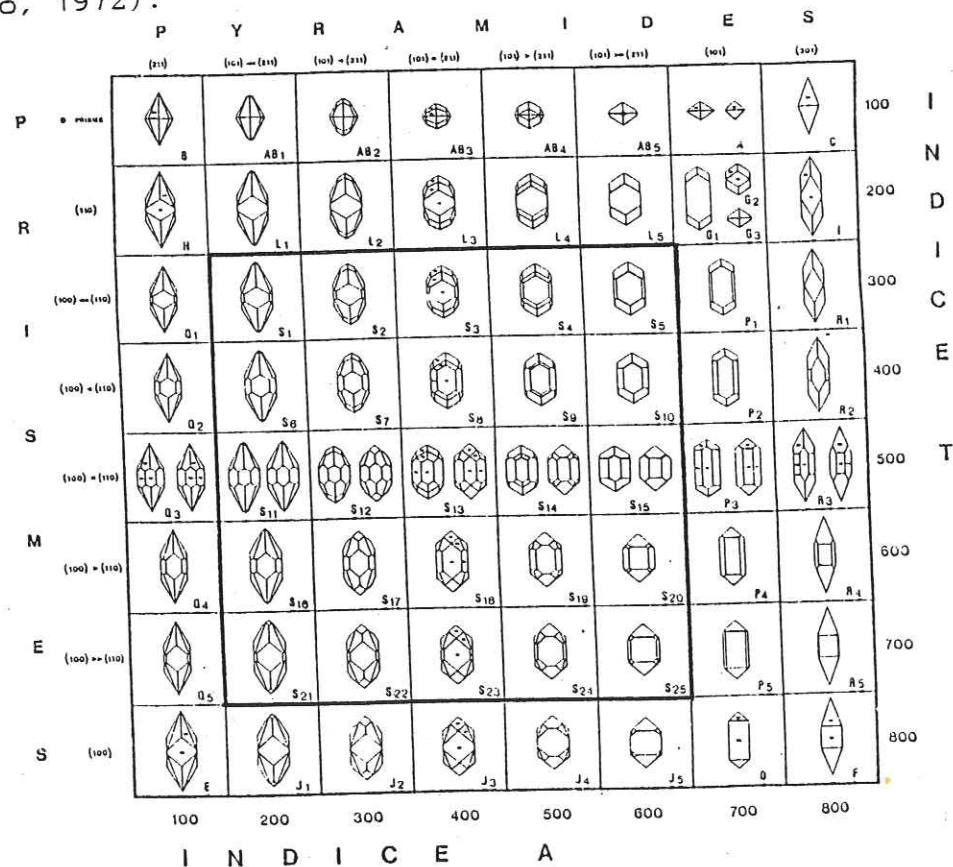 8, 1972).
P Y R A M I D E S
(211) (101) << (211) (101) < (211) (101) = (211) (101) > (211) (101) >> (211) (101) (301)
P R I S M E S
PRISMS
B AB1 AB2 AB3 AB4 AB5 A C 100
(110) H L1 L2 L3 L4 L5 G1 G2 G3 I 200
(100) << (110) Q1 S1 S2 S3 S4 S5 P1 R1 300
(100) < (110) Q2 S6 S7 S8 S9 S10 P2 R2 400
(100) = (110) Q3 S11 S12 S13 S14 S15 P3 R3 500
(100) > (110) Q4 S16 S17 S18 S19 S20 P4 R4 600
(100) >> (110) Q5 S21 S22 S23 S24 S25 P5 R5 700
(100) E J1 J2 J3 J4 J5 D F 800
I N D I C E T
100 200 300 400 500 600 700 800
I N D I C E A